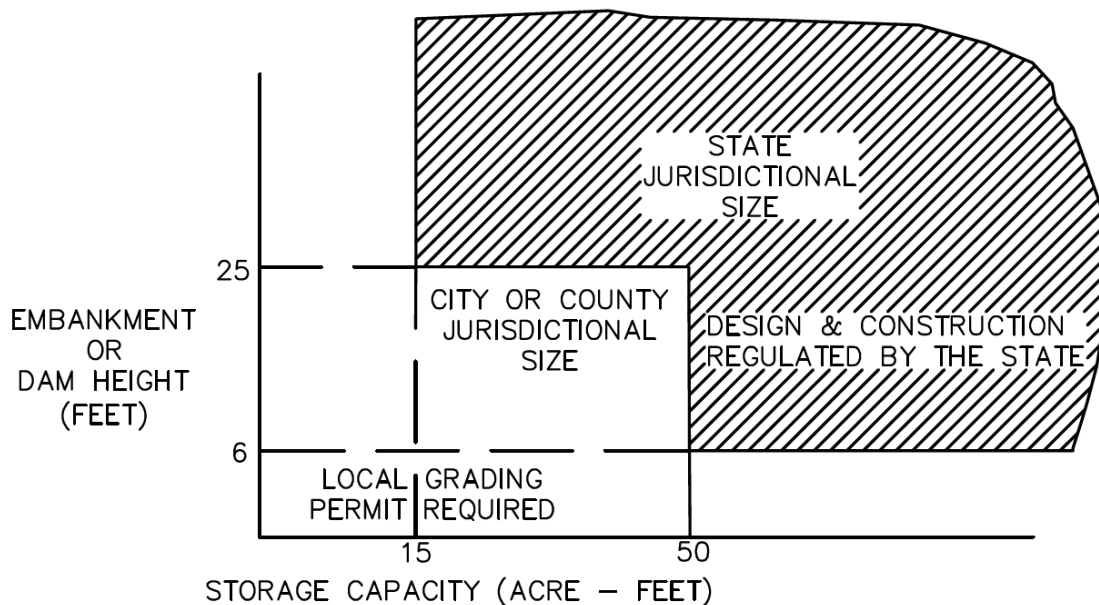 STATE
JURISDICTIONAL
SIZE
25
CITY OR COUNTY
JURISDICTIONAL
SIZE
EMBANKMENT
OR
DAM HEIGHT
(FEET)
DESIGN & CONSTRUCTION
REGULATED BY THE STATE
6
LOCAL GRADING
PERMIT REQUIRED
15
50
STORAGE CAPACITY (ACRE – FEET)